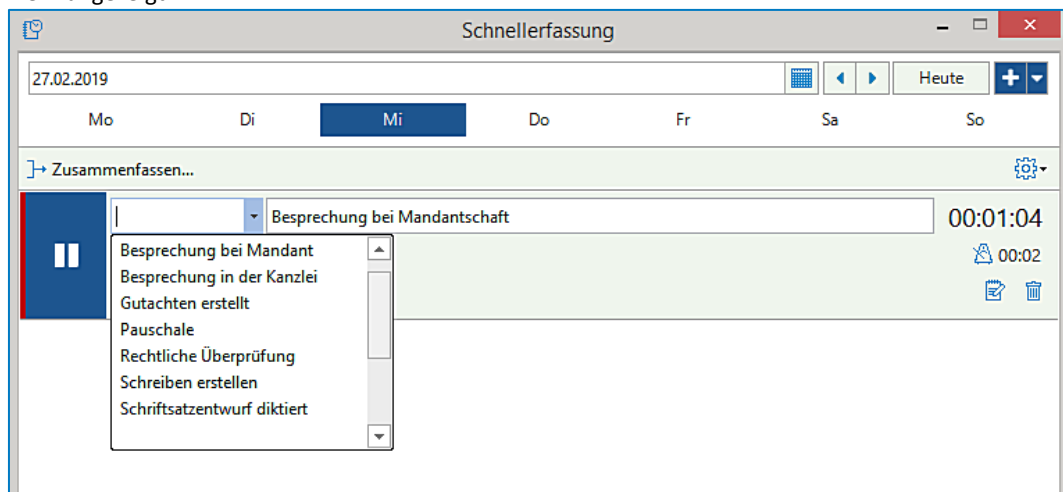 Schnellerfassung
27.02.2019
Heute
Mo Di Mi Do Fr Sa So
Zusammenfassen...
Besprechung bei Mandantschaft
00:01:04
00:02
Besprechung bei Mandant
Besprechung in der Kanzlei
Gutachten erstellt
Pauschale
Rechtliche Überprüfung
Schreiben erstellen
Schriftsatzentwurf diktiert